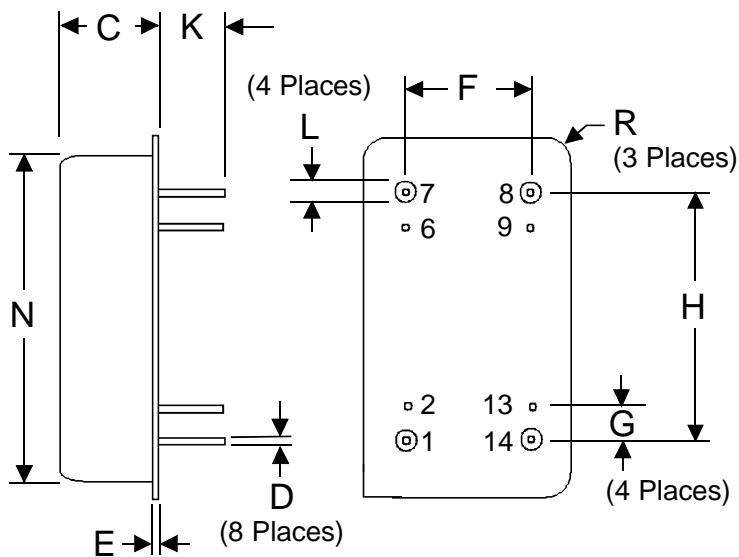 C
K
(4 Places)
F
L
R
(3 Places)
7
8
6
9
N
H
2
13
G
1
14
D
(4 Places)
(8 Places)
E